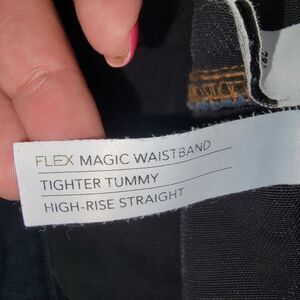 FLEX MAGIC WAISTBAND
TIGHTER TUMMY
HIGH-RISE STRAIGHT